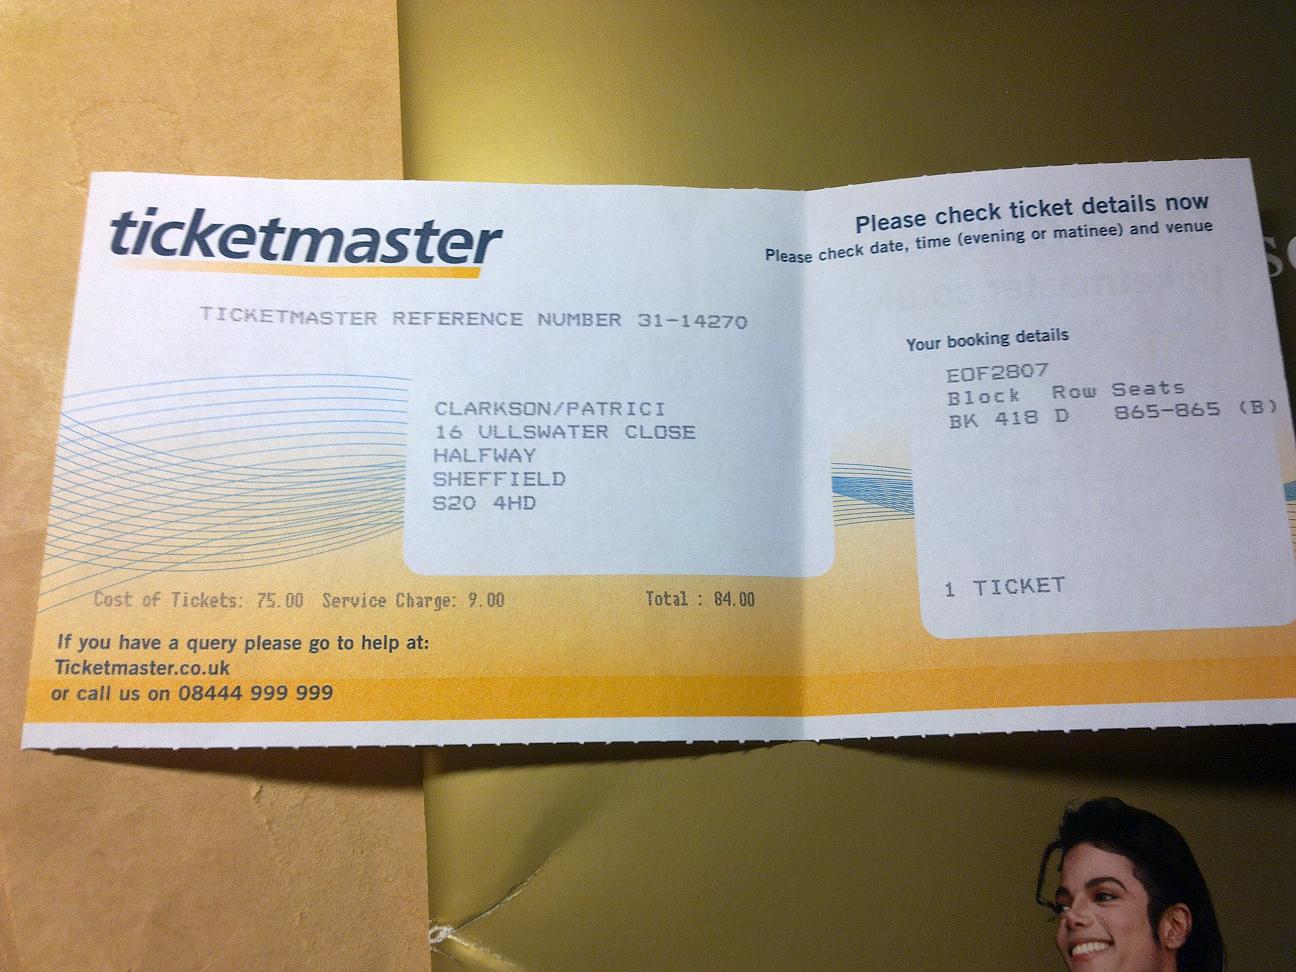 ticketmaster
Please check ticket details now
Please check date, time (evening or matinee) and venue
TICKETMASTER REFERENCE NUMBER 31-14270
Your booking details
EOF2807
Block Row Seats
BK 418 D 865-865 (B)
CLARKSON/PATRICI
16 ULLSWATER CLOSE
HALFWAY
SHEFFIELD
S20 4HD
1 TICKET
Cost of Tickets: 75.00 Service Charge: 9.00 Total : 84.00
If you have a query please go to help at:
Ticketmaster.co.uk
or call us on 08444 999 999